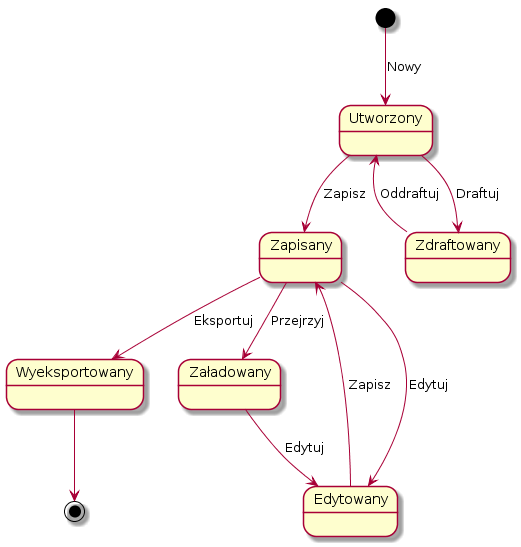 Nowy
Utworzony
Zapisz
Oddraftuj
Draftuj
Zapisany
Zdraftowany
Eksportuj
Przejrzyj
Wyeksportowany
Załadowany
Zapisz
Edytuj
Edytuj
Edytowany